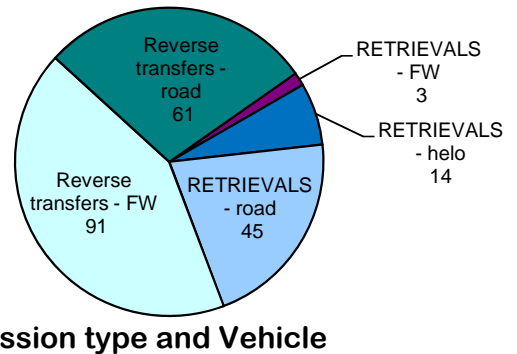 Reverse
transfers -
road
61
RETRIEVALS
- FW
3
RETRIEVALS
- helo
14
RETRIEVALS
- road
45
Reverse
transfers - FW
91
ssion type and Vehicle